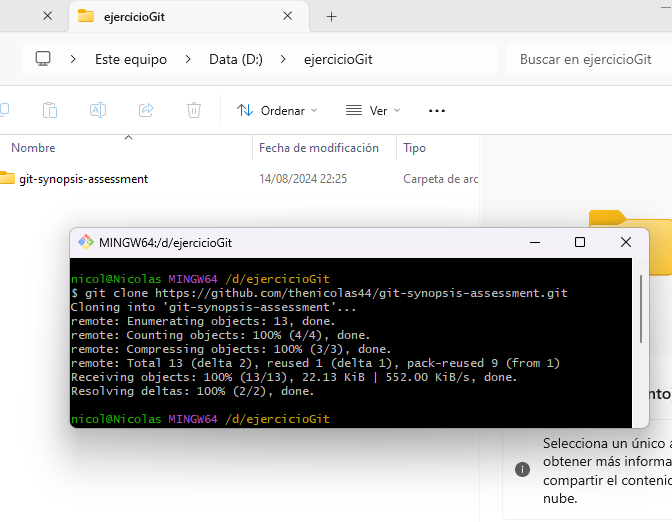 ejercicioGit
Este equipo > Data (D:) > ejercicioGit
Buscar en ejercicioGit
Ordenar
Ver
Nombre
Fecha de modificación
Tipo
git-synopsis-assessment
14/08/2024 22:25
Carpeta de arc
MINGW64:/d/ejercicioGit
nicol@Nicolas MINGW64 /d/ejercicioGit
$ git clone https://github.com/thenicolas44/git-synopsis-assessment.git
Cloning into 'git-synopsis-assessment'...
remote: Enumerating objects: 13, done.
remote: Counting objects: 100% (4/4), done.
remote: Compressing objects: 100% (3/3), done.
remote: Total 13 (delta 2), reused 1 (delta 1), pack-reused 9 (from 1)
Receiving objects: 100% (13/13), 22.13 KiB | 552.00 KiB/s, done.
Resolving deltas: 100% (2/2), done.
nicol@Nicolas MINGW64 /d/ejercicioGit
nto
Selecciona un único a
obtener más informa
compartir el contenid
nube.